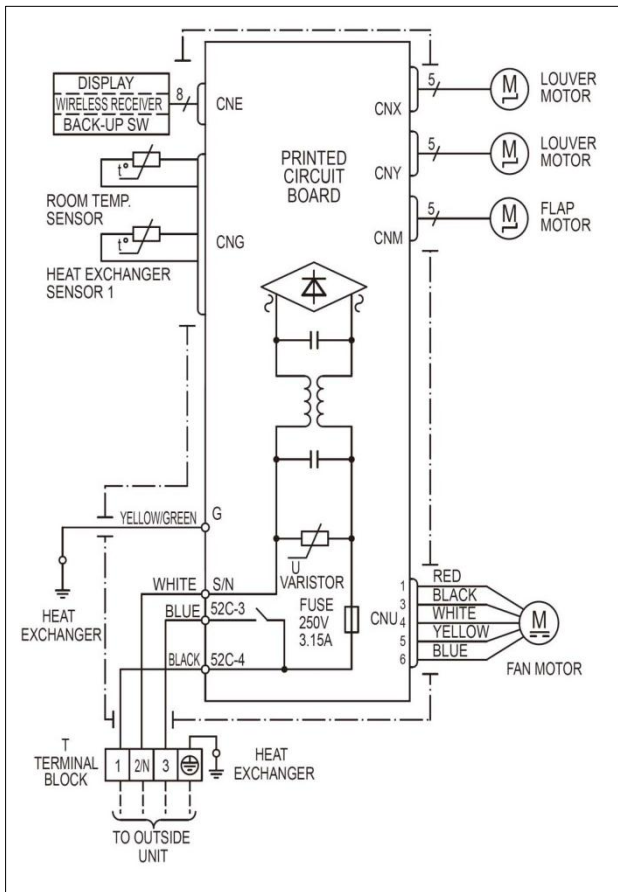 DISPLAY
WIRELESS RECEIVER
BACK-UP SW
8
CNE
t°
ROOM TEMP.
SENSOR
t°
HEAT EXCHANGER
SENSOR 1
CNG
PRINTED
CIRCUIT
BOARD
CNX
5
M
LOUVER
MOTOR
CNY
5
M
LOUVER
MOTOR
CNM
5
M
FLAP
MOTOR
YELLOW/GREEN
G
HEAT
EXCHANGER
WHITE
S/N
BLUE
52C-3
BLACK
52C-4
U
VARISTOR
FUSE
250V
3.15A
CNU
1
RED
3
BLACK
4
WHITE
5
YELLOW
6
BLUE
M
FAN MOTOR
T
TERMINAL
BLOCK
1
2/N
3
HEAT
EXCHANGER
TO OUTSIDE
UNIT